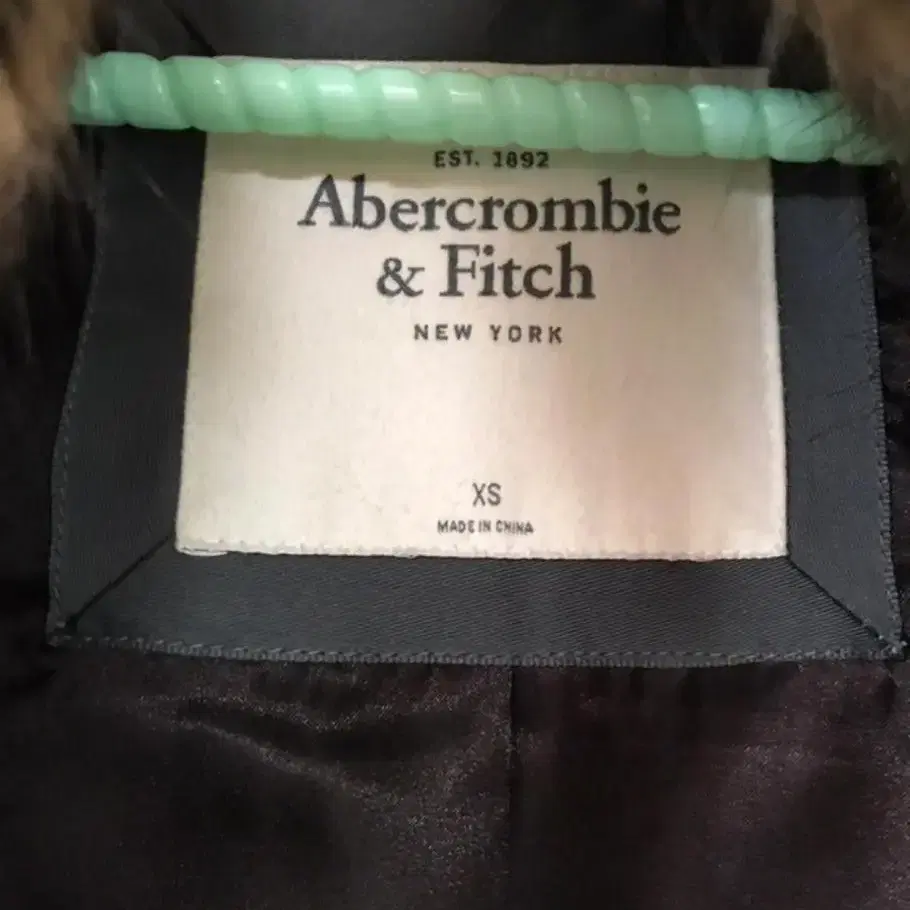 EST. 1892
Abercrombie
& Fitch
NEW YORK
XS
MADE IN CHINA